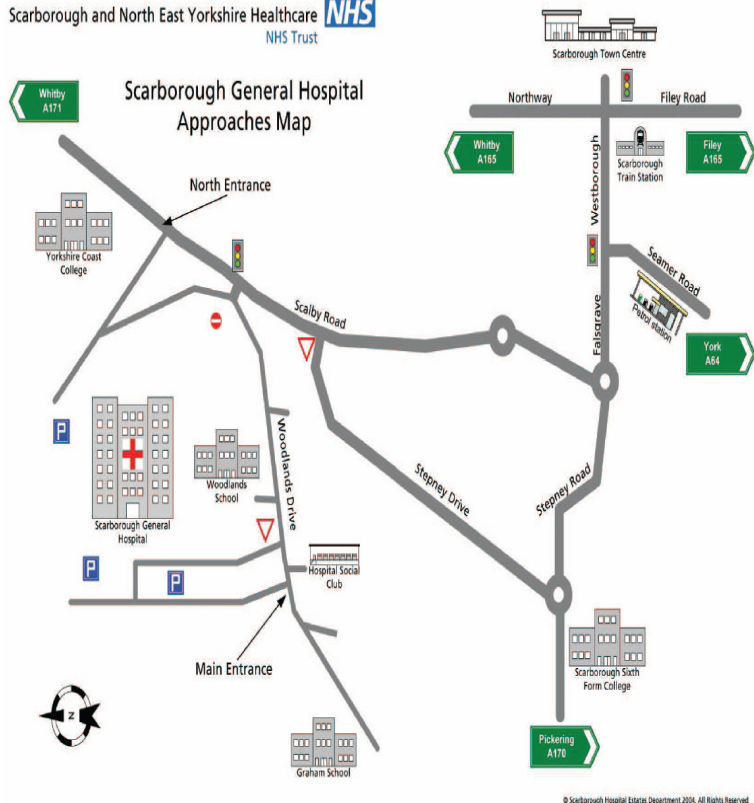 Scarborough and North East Yorkshire Healthcare NHS
NHS Trust
Scarborough Town Centre
Whitby
A171
Scarborough General Hospital
Approaches Map
Northway
Filey Road
Whitby
A165
Scarborough
Train Station
Filey
A165
North Entrance
Westborough
Yorkshire Coast
College
Seamer Road
Petrol station
Scalby Road
Falsgrave
York
A64
P
Woodlands Drive
Woodlands
School
Stepney Drive
Stepney Road
Scarborough General
Hospital
P
P
Hospital Social
Club
Main Entrance
Scarborough Sixth
Form College
Z
Pickering
A170
Graham School
© Scarborough Hospital Estates Department 2004. All Rights Reserved